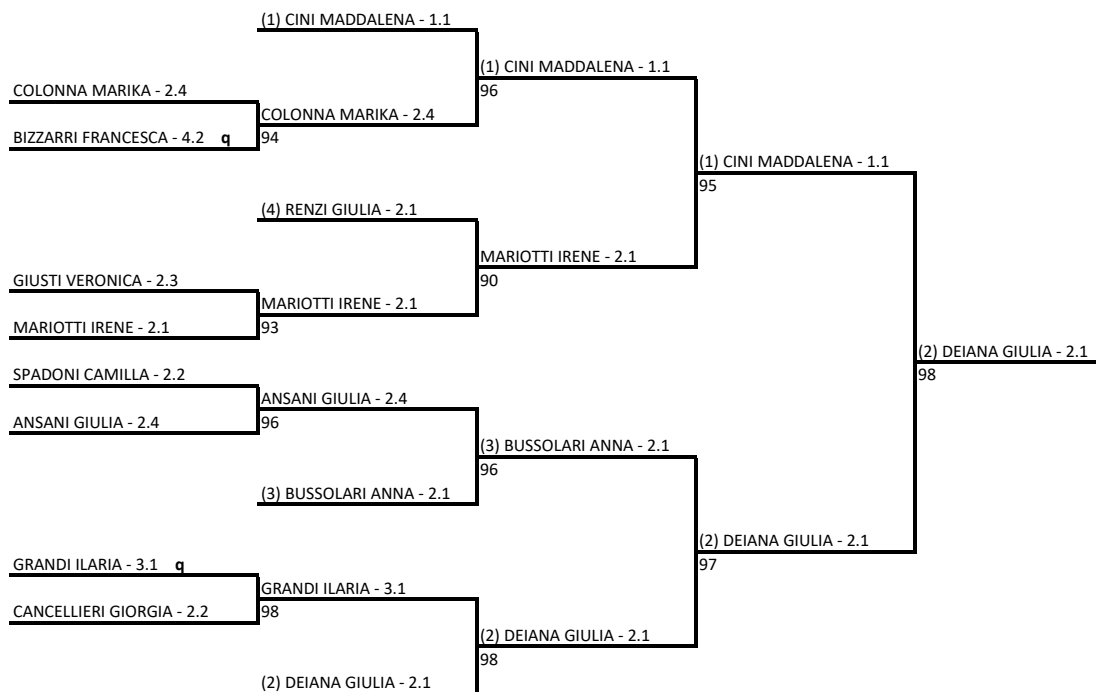 (1) CINI MADDALENA - 1.1
(1) CINI MADDALENA - 1.1
COLONNA MARIKA - 2.4
96
COLONNA MARIKA - 2.4
BIZZARRI FRANCESCA - 4.2 q
94
(1) CINI MADDALENA - 1.1
95
(4) RENZI GIULIA - 2.1
MARIOTTI IRENE - 2.1
GIUSTI VERONICA - 2.3
90
MARIOTTI IRENE - 2.1
MARIOTTI IRENE - 2.1
93
(2) DEIANA GIULIA - 2.1
SPADONI CAMILLA - 2.2
98
ANSANI GIULIA - 2.4
ANSANI GIULIA - 2.4
96
(3) BUSSOLARI ANNA - 2.1
96
(3) BUSSOLARI ANNA - 2.1
(2) DEIANA GIULIA - 2.1
GRANDI ILARIA - 3.1 q
97
GRANDI ILARIA - 3.1
CANCELLIERI GIORGIA - 2.2
98
(2) DEIANA GIULIA - 2.1
98
(2) DEIANA GIULIA - 2.1